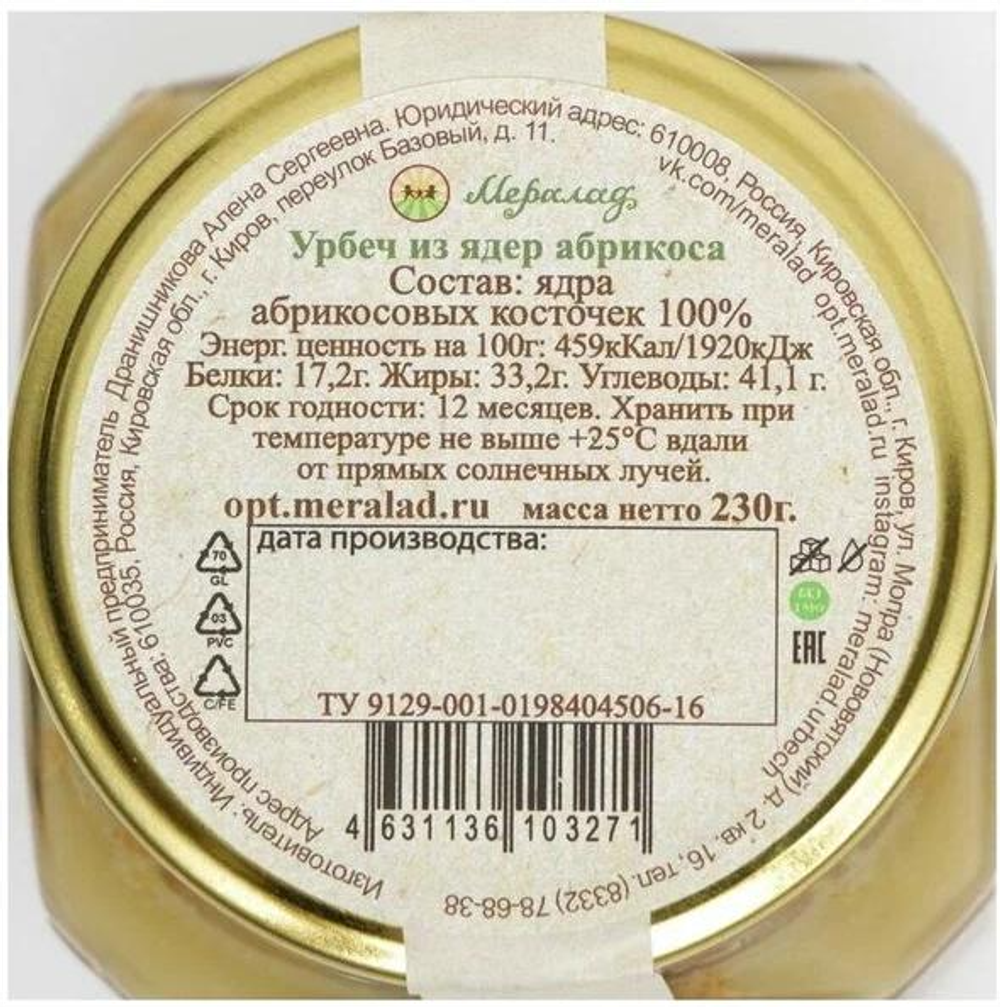 Изготовитель: Индивидуальный предприниматель Дранишникова Алена Сергеевна. Юридический адрес: 610008, Россия, Кировская обл., г. Киров, ул. Мопра (Нововятский) д. 2 кв. 16, тел. (8332) 78-68-38
Адрес производства: 610035, Россия, Кировская обл., г. Киров, переулок Базовый, д. 11.
vk.com/meralad opt.meralad.ru instagram: meralad.urbech
Мералад
Урбеч из ядер абрикоса
Состав: ядра
абрикосовых косточек 100%
Энерг. ценность на 100г: 459кКал/1920кДж
Белки: 17,2г. Жиры: 33,2г. Углеводы: 41,1 г.
Срок годности: 12 месяцев. Хранить при
температуре не выше +25°С вдали
от прямых солнечных лучей.
opt.meralad.ru масса нетто 230г.
дата производства:
70
GL
03
PVC
C/FE
БЕЗ
ГМО
ЕАС
ТУ 9129-001-0198404506-16
4 631136 103271